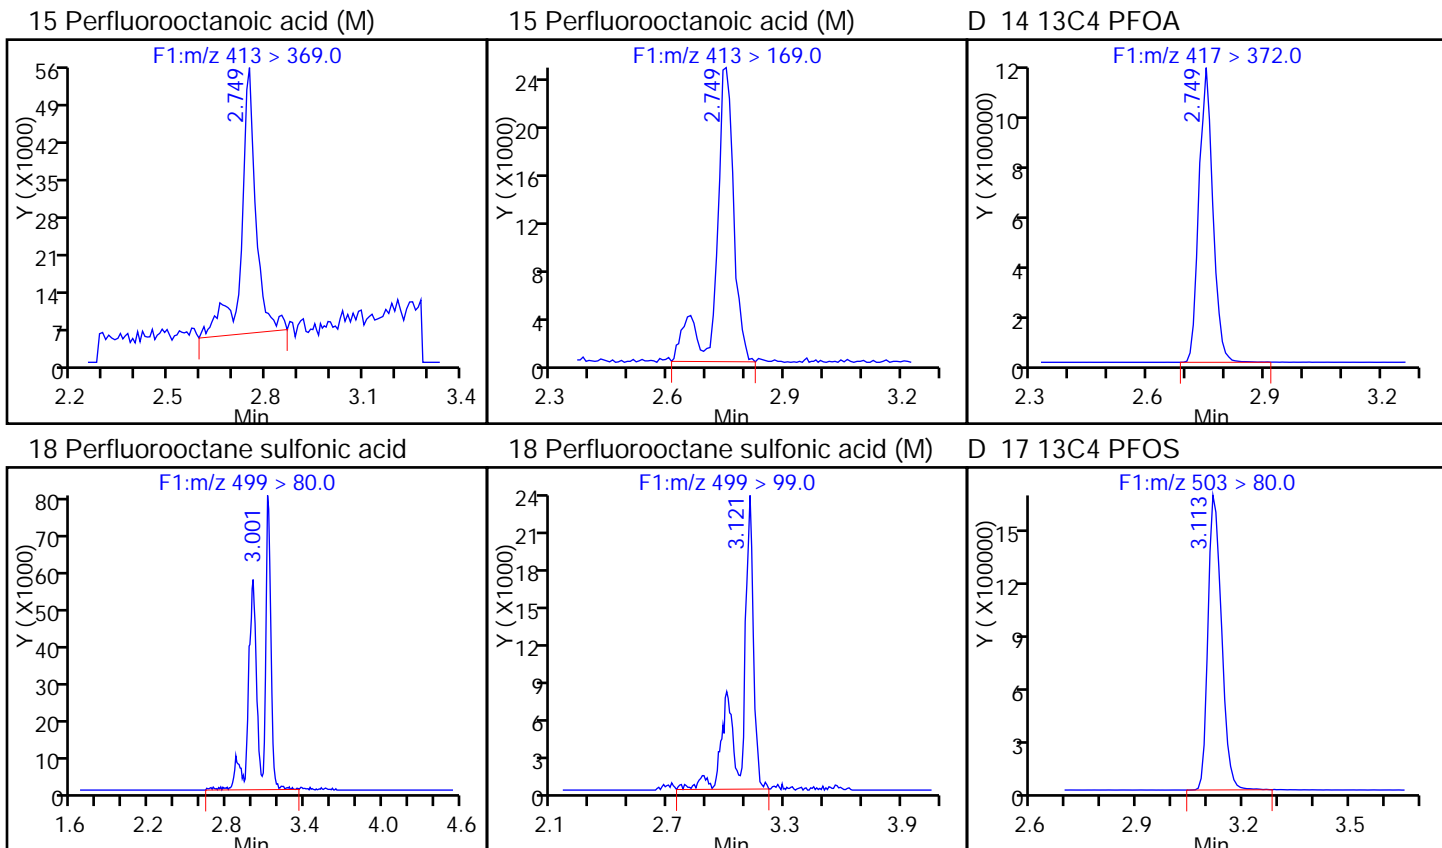 15 Perfluorooctanoic acid (M)
F1:m/z 413 > 369.0
2.749
Y ( X1000)
56
49
42
35
28
21
14
7
0
2.2 2.5 2.8 3.1 3.4
Min
15 Perfluorooctanoic acid (M)
F1:m/z 413 > 169.0
2.749
Y ( X1000)
24
20
16
12
8
4
0
2.3 2.6 2.9 3.2
Min
D 14 13C4 PFOA
F1:m/z 417 > 372.0
2.749
Y ( X100000)
12
10
8
6
4
2
0
2.3 2.6 2.9 3.2
Min
18 Perfluorooctane sulfonic acid
F1:m/z 499 > 80.0
3.001
Y ( X1000)
80
70
60
50
40
30
20
10
0
1.6 2.2 2.8 3.4 4.0 4.6
Min
18 Perfluorooctane sulfonic acid (M)
F1:m/z 499 > 99.0
3.121
Y ( X1000)
24
21
18
15
12
9
6
3
0
2.1 2.7 3.3 3.9
Min
D 17 13C4 PFOS
F1:m/z 503 > 80.0
3.113
Y ( X100000)
15
12
9
6
3
0
2.6 2.9 3.2 3.5
Min